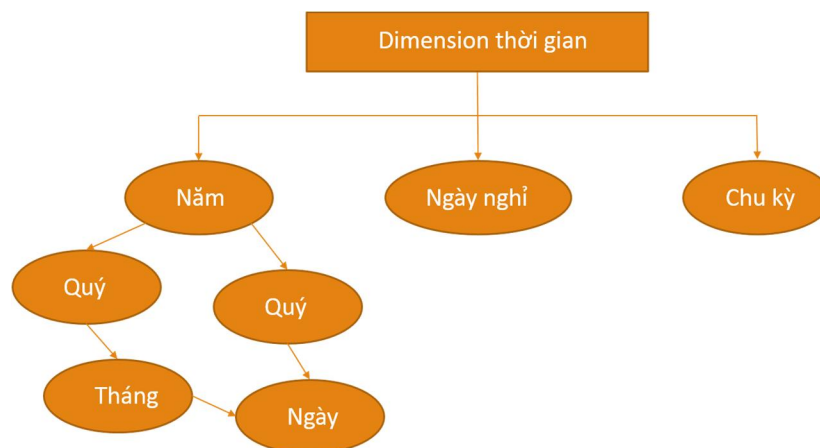 Dimension thời gian
Năm
Ngày nghỉ
Chu kỳ
Quý
Quý
Tháng
Ngày